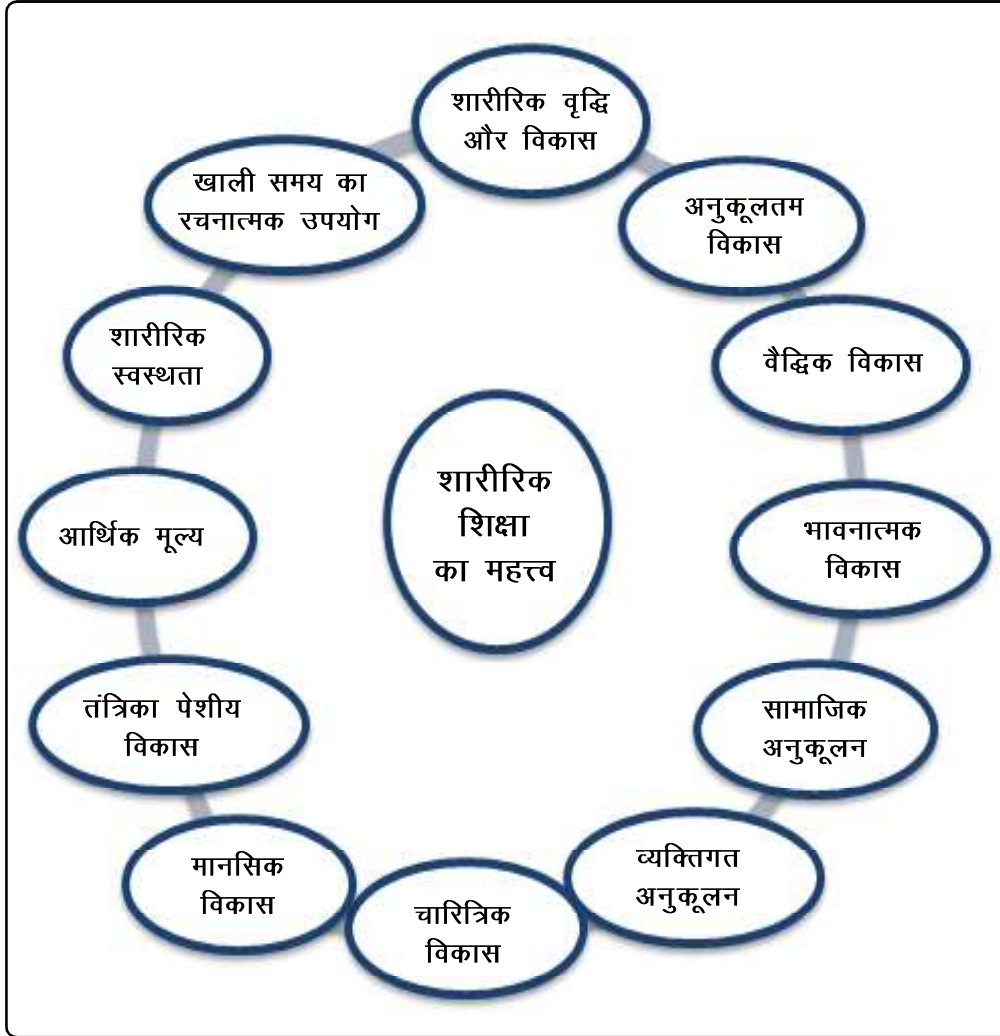 शारीरिक वृद्धि
और विकास
अनुकूलतम
विकास
वैद्धिक विकास
भावनात्मक
विकास
सामाजिक
अनुकूलन
व्यक्तिगत
अनुकूलन
चारित्रिक
विकास
मानसिक
विकास
तंत्रिका पेशीय
विकास
आर्थिक मूल्य
शारीरिक
स्वस्थता
खाली समय का
रचनात्मक उपयोग
शारीरिक
शिक्षा
का महत्त्व